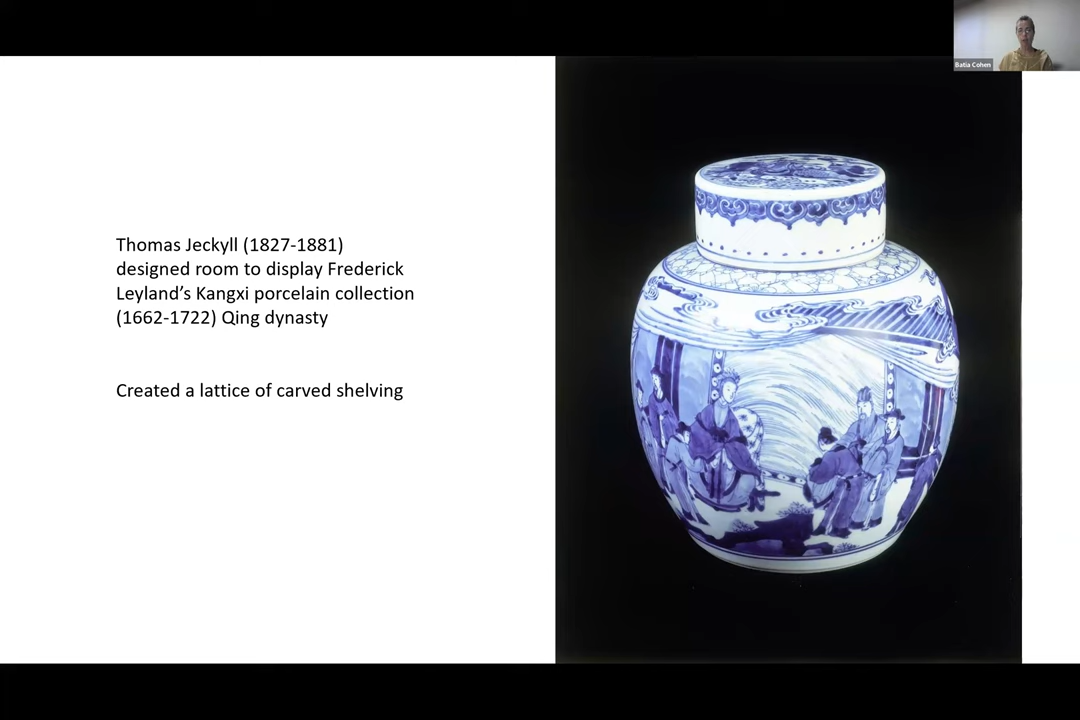 Batia Cohen
Thomas Jeckyll (1827-1881)
designed room to display Frederick
Leyland’s Kangxi porcelain collection
(1662-1722) Qing dynasty
Created a lattice of carved shelving